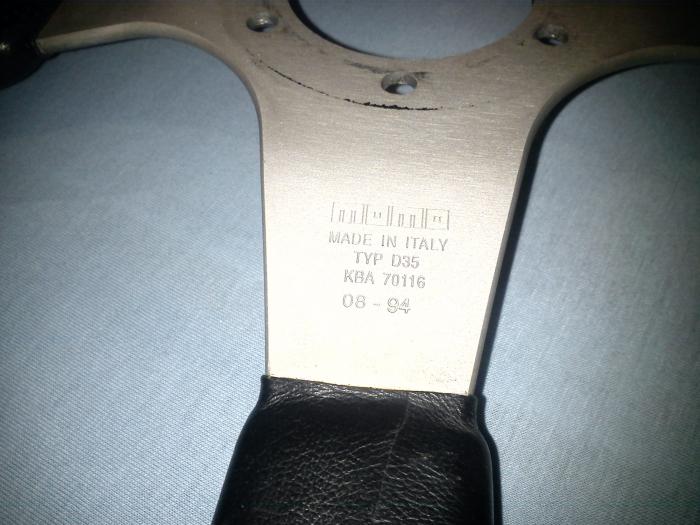 momo
MADE IN ITALY
TYP D35
KBA 70116
08-94